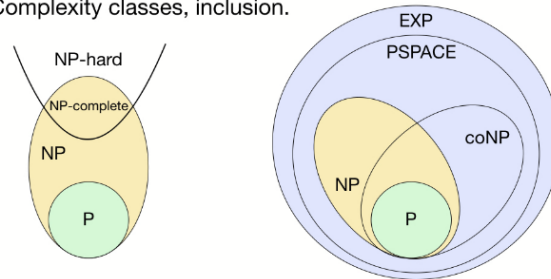 Complexity classes, inclusion.
NP-hard
NP-complete
NP
P
EXP
PSPACE
coNP
NP
P